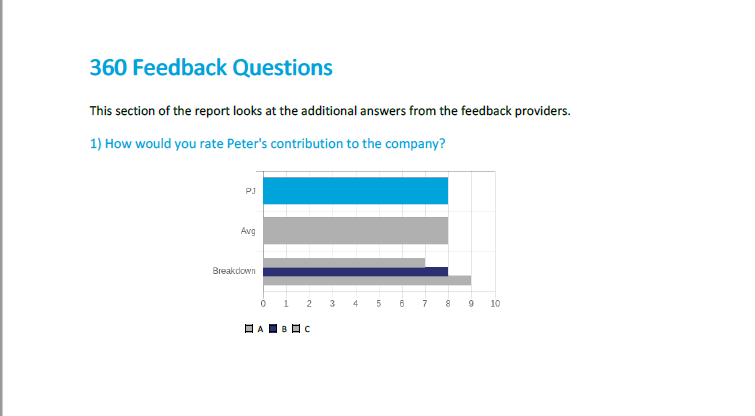 360 Feedback Questions
This section of the report looks at the additional answers from the feedback providers.
1) How would you rate Peter's contribution to the company?
PJ
Avg
Breakdown
0 1 2 3 4 5 6 7 8 9 10
A B C